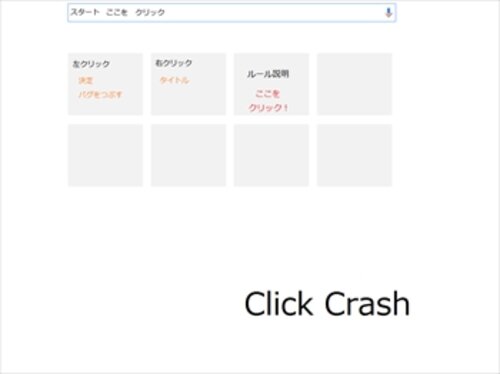 スタート ここを クリック
左クリック
決定
バグをつぶす
右クリック
タイトル
ルール説明
ここを
クリック！
Click Crash